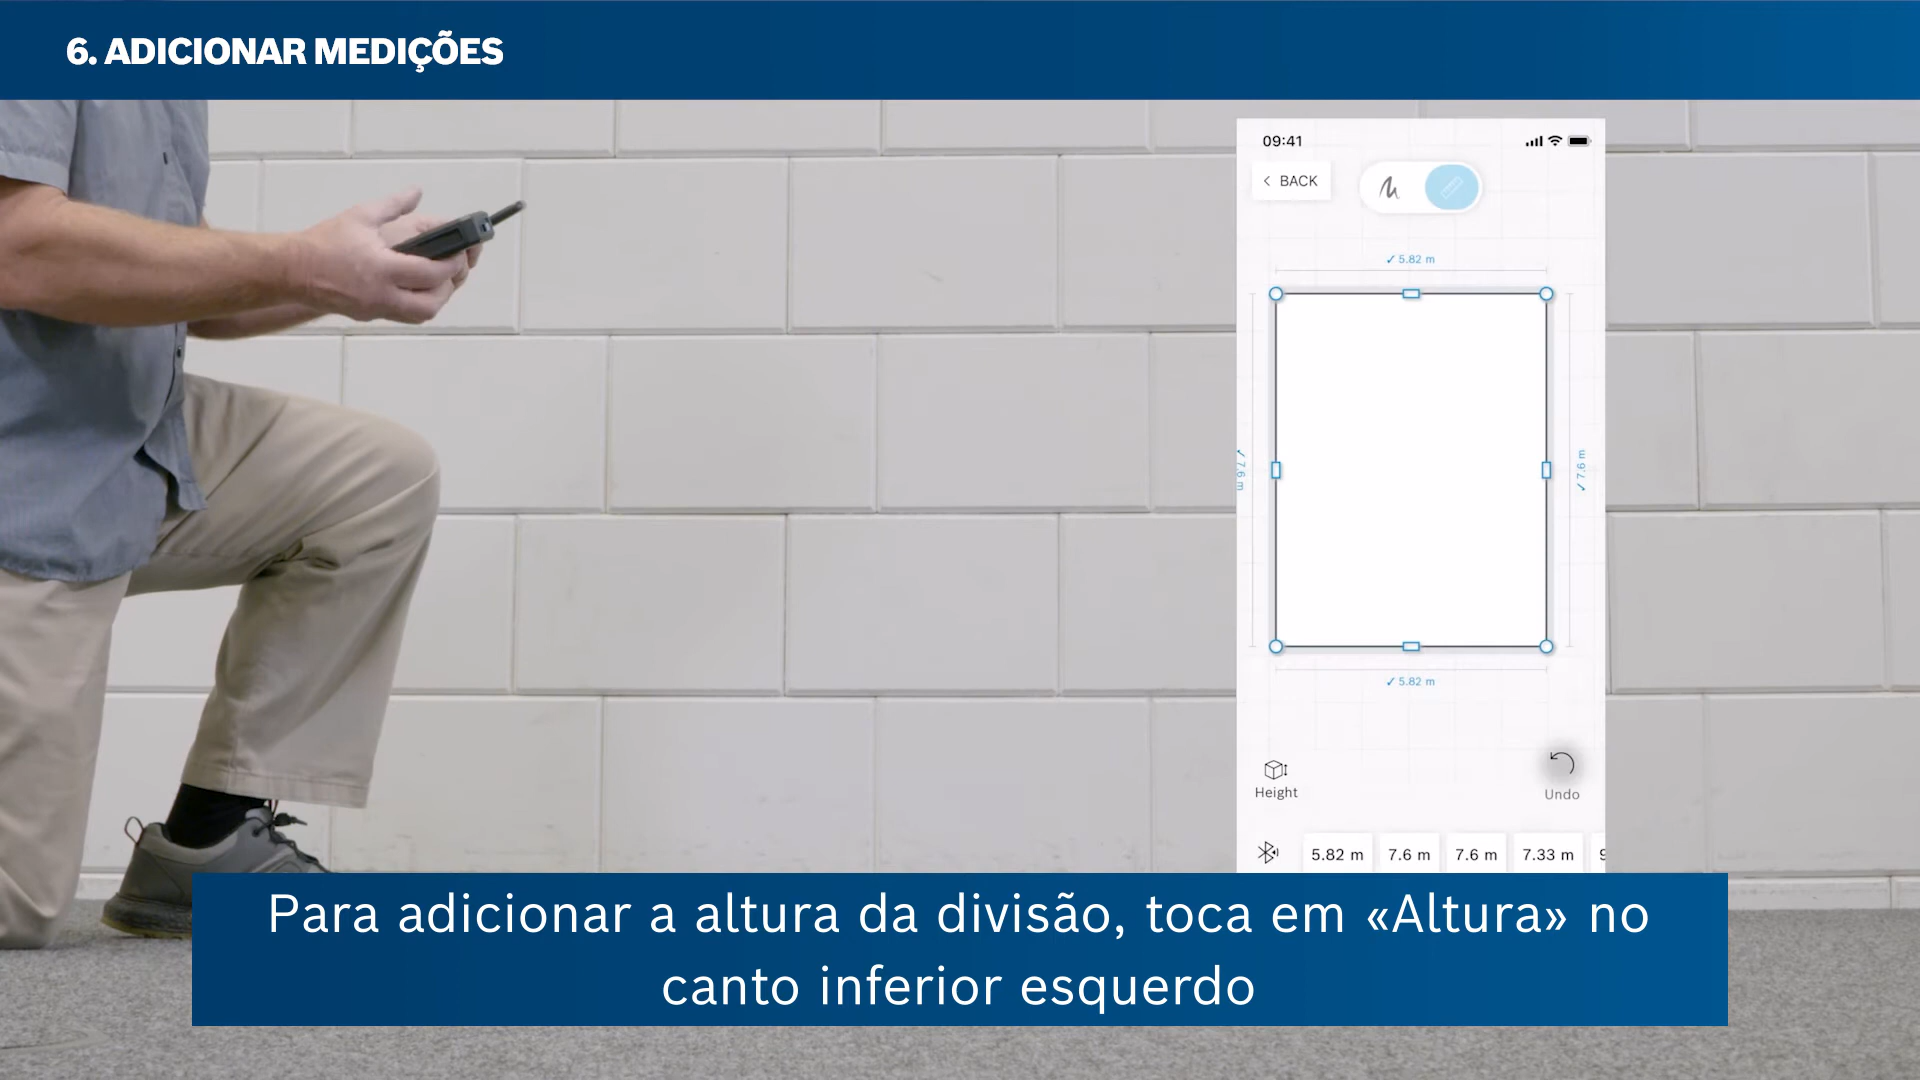 6. ADICIONAR MEDIÇÕES
09:41
BACK
✓ 5.82 m
✓ 7.6 m
✓ 7.6 m
✓ 5.82 m
Height
Undo
5.82 m 7.6 m 7.6 m 7.33 m 9
Para adicionar a altura da divisão, toca em «Altura» no
canto inferior esquerdo